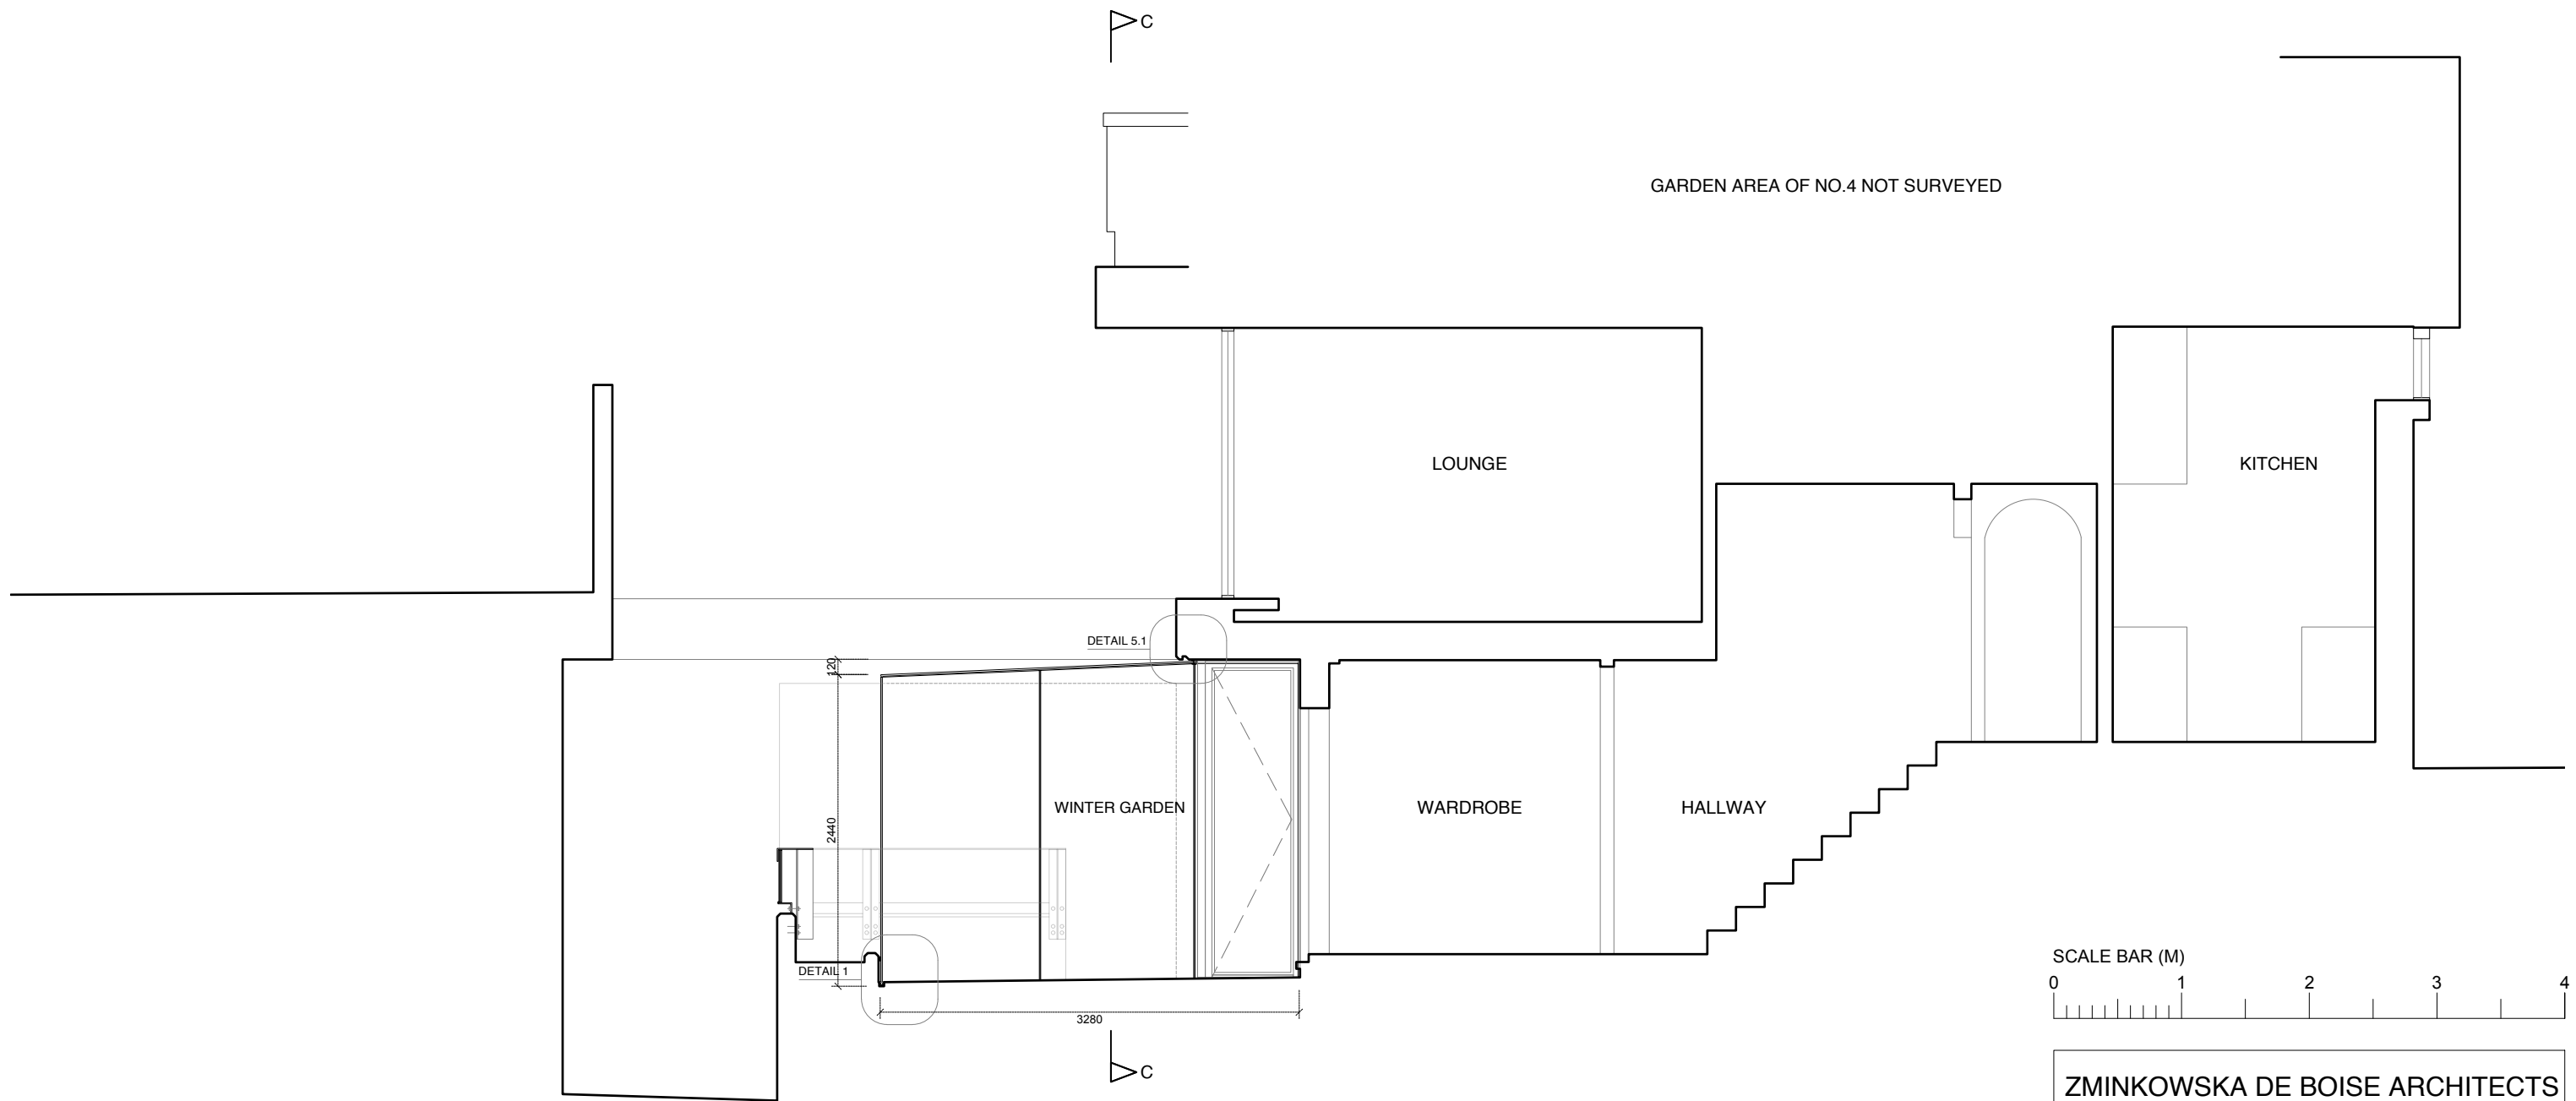 C
GARDEN AREA OF NO.4 NOT SURVEYED
LOUNGE
KITCHEN
DETAIL 5.1
120
2440
WINTER GARDEN
WARDROBE
HALLWAY
DETAIL 1
3280
C
SCALE BAR (M)
0 1 2 3 4
ZMINKOWSKA DE BOISE ARCHITECTS